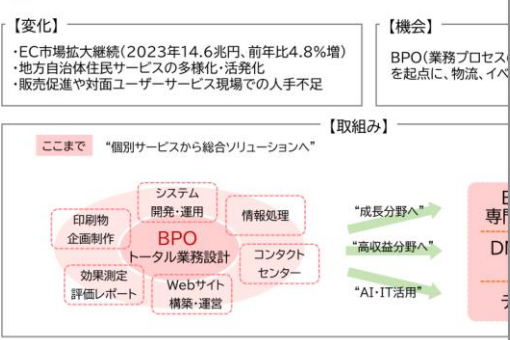 【変化】
・EC市場拡大継続（2023年14.6兆円、前年比4.8%増）
・地方自治体住民サービスの多様化・活発化
・販売促進や対面ユーザーサービス現場での人手不足
【機会】
BPO（業務プロセス
を起点に、物流、イベ
【取組み】
ここまで
“個別サービスから総合ソリューションへ”
システム
開発・運用
印刷物
企画制作
情報処理
BPO
トータル業務設計
コンタクト
センター
効果測定
評価レポート
Webサイト
構築・運営
“成長分野へ”
“高収益分野へ”
“AI・IT活用”
専門